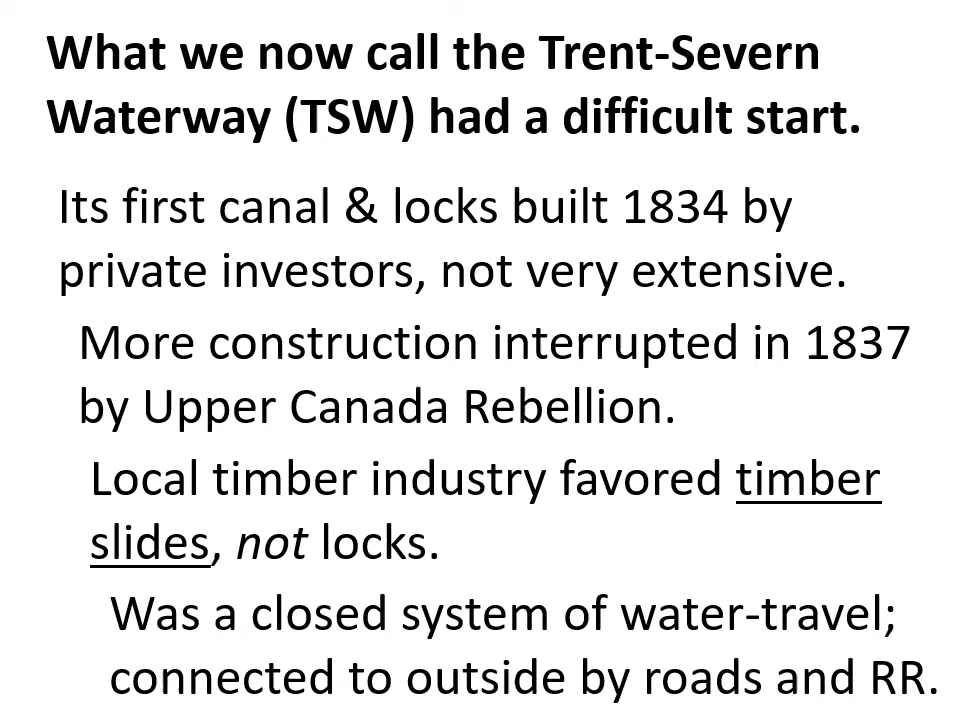 What we now call the Trent-Severn
Waterway (TSW) had a difficult start.
Its first canal & locks built 1834 by
private investors, not very extensive.
More construction interrupted in 1837
by Upper Canada Rebellion.
Local timber industry favored timber
slides, not locks.
Was a closed system of water-travel;
connected to outside by roads and RR.